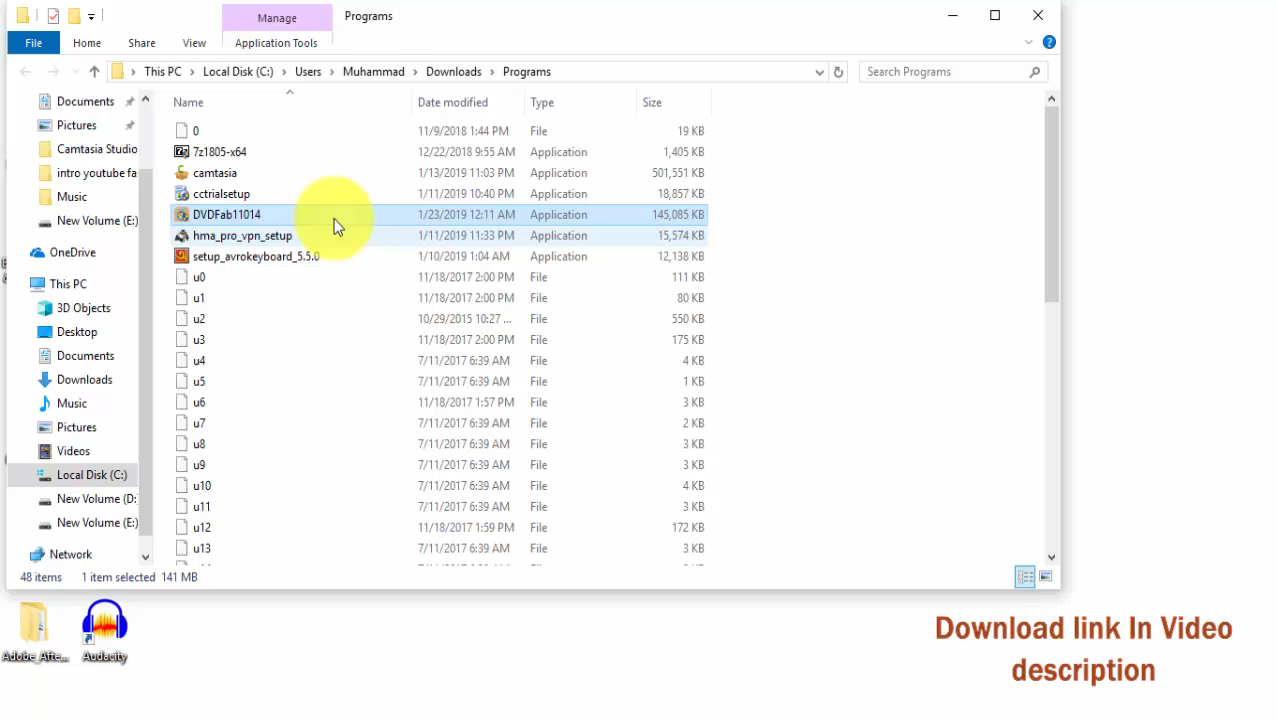 Manage
Programs
File
Home
Share
View
Application Tools
This PC
Local Disk (C:)
Users
Muhammad
Downloads
Programs
Search Programs
Documents
Pictures
Camtasia Studio
intro youtube fa
Music
New Volume (E:)
OneDrive
This PC
3D Objects
Desktop
Documents
Downloads
Music
Pictures
Videos
Local Disk (C:)
New Volume (D:
New Volume (E:)
Network
Name Date modified Type Size
0 11/9/2018 1:44 PM File 19 KB
7z1805-x64 12/22/2018 9:55 AM Application 1,405 KB
camtasia 1/13/2019 11:03 PM Application 501,551 KB
cctrialsetup 1/11/2019 10:40 PM Application 18,857 KB
DVDFab11014 1/23/2019 12:11 AM Application 145,085 KB
hma_pro_vpn_setup 1/11/2019 11:33 PM Application 15,574 KB
setup_avrokeyboard_5.5.0 1/10/2019 1:04 AM Application 12,138 KB
u0 11/18/2017 2:00 PM File 111 KB
u1 11/18/2017 2:00 PM File 80 KB
u2 10/29/2015 10:27 ... File 550 KB
u3 11/18/2017 2:00 PM File 175 KB
u4 7/11/2017 6:39 AM File 4 KB
u5 7/11/2017 6:39 AM File 1 KB
u6 11/18/2017 1:57 PM File 3 KB
u7 7/11/2017 6:39 AM File 2 KB
u8 7/11/2017 6:39 AM File 3 KB
u9 7/11/2017 6:39 AM File 3 KB
u10 7/11/2017 6:39 AM File 4 KB
u11 7/11/2017 6:39 AM File 3 KB
u12 11/18/2017 1:59 PM File 172 KB
u13 7/11/2017 6:39 AM File 3 KB
48 items 1 item selected 141 MB
Adobe_Afte...
Audacity
Download link In Video
description